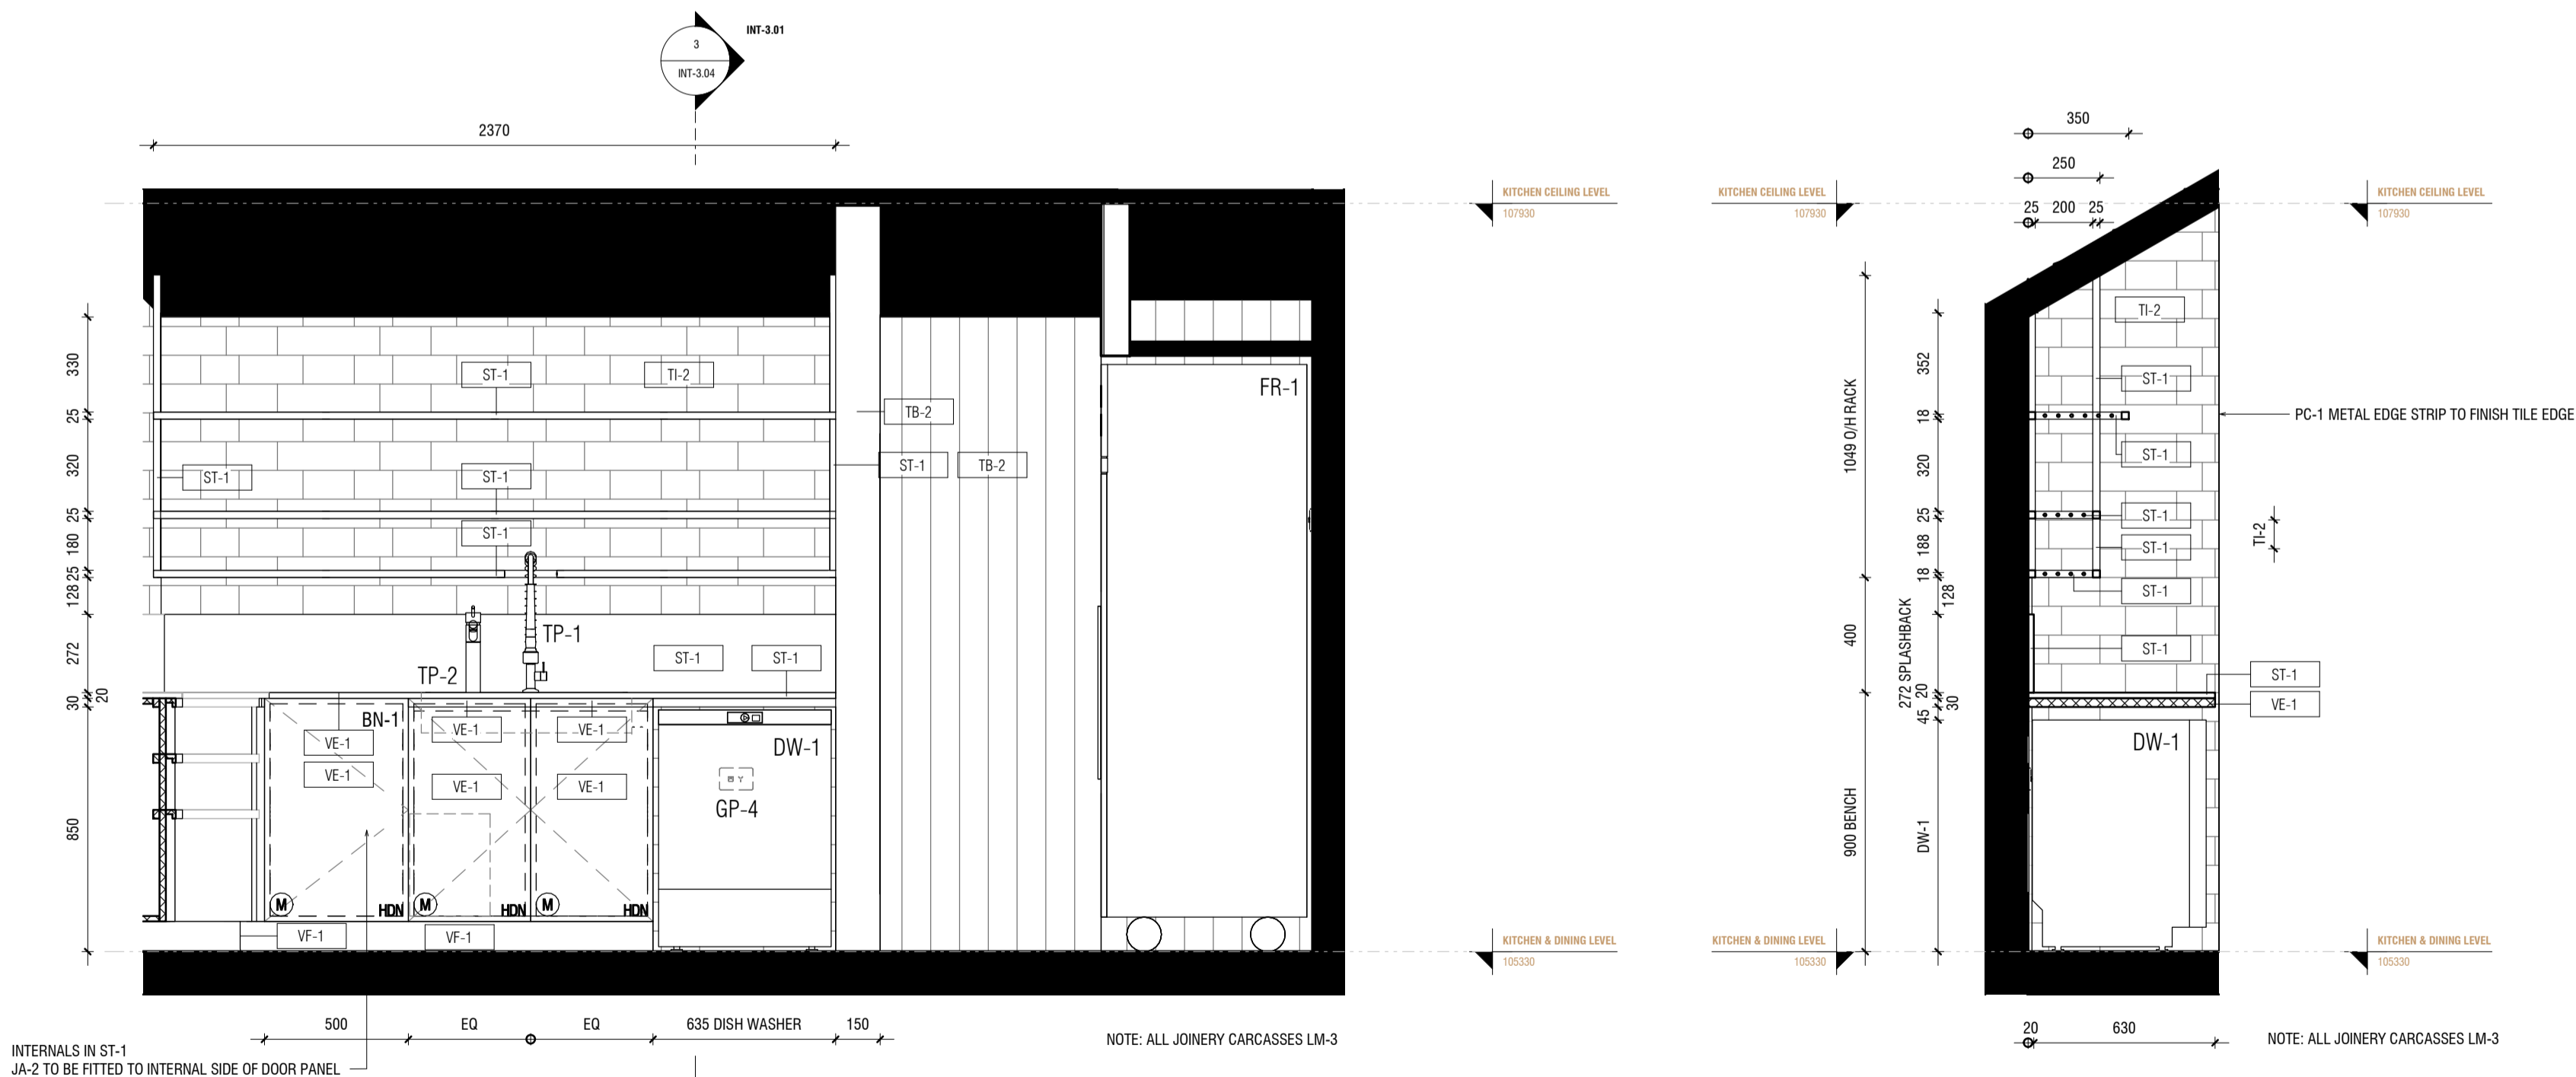 3
INT-3.04
INT-3.01
2370
KITCHEN CEILING LEVEL
107930
330
25
320
25
180
25
128
272
20
30
850
ST-1
TI-2
TB-2
ST-1
ST-1
ST-1
TB-2
ST-1
FR-1
TP-1
TP-2
ST-1
ST-1
BN-1
VE-1
VE-1
VE-1
VE-1
VE-1
VE-1
DW-1
GP-4
M
HDN
M
HDN
M
HDN
VF-1
VF-1
KITCHEN & DINING LEVEL
105330
500
EQ
EQ
635 DISH WASHER
150
NOTE: ALL JOINERY CARCASSES LM-3
INTERNALS IN ST-1
JA-2 TO BE FITTED TO INTERNAL SIDE OF DOOR PANEL
350
250
25 200 25
KITCHEN CEILING LEVEL
107930
KITCHEN CEILING LEVEL
107930
1049 O/H RACK
400
900 BENCH
352
18
320
25
188
18
128
272 SPLASHBACK
20
30
45
DW-1
TI-2
ST-1
PC-1 METAL EDGE STRIP TO FINISH TILE EDGE
ST-1
ST-1
ST-1
TI-2
ST-1
ST-1
ST-1
VE-1
DW-1
KITCHEN & DINING LEVEL
105330
KITCHEN & DINING LEVEL
105330
20
630
NOTE: ALL JOINERY CARCASSES LM-3